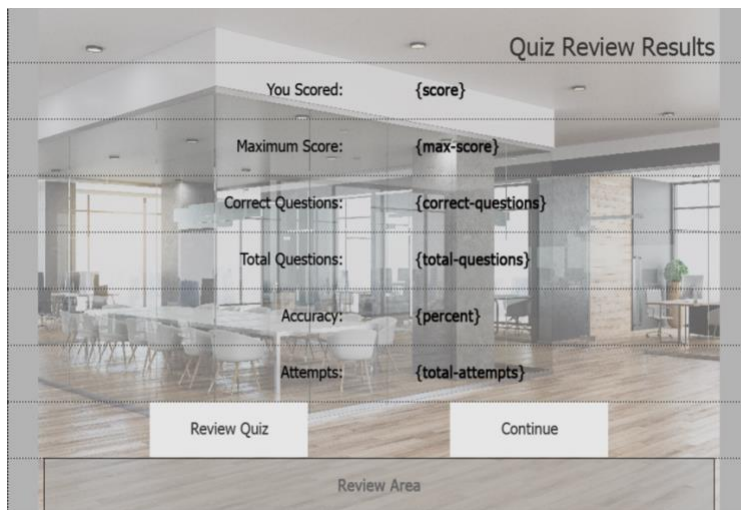 Quiz Review Results
You Scored: {score}
Maximum Score: {max-score}
Correct Questions: {correct-questions}
Total Questions: {total-questions}
Accuracy: {percent}
Attempts: {total-attempts}
Review Quiz Continue
Review Area